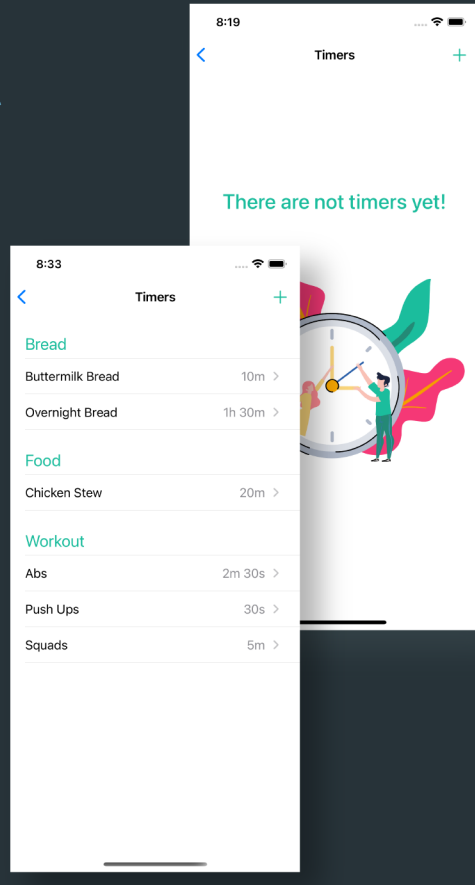 8:19
Timers
There are not timers yet!
8:33
Timers
Bread
Buttermilk Bread 10m
Overnight Bread 1h 30m
Food
Chicken Stew 20m
Workout
Abs 2m 30s
Push Ups 30s
Squads 5m